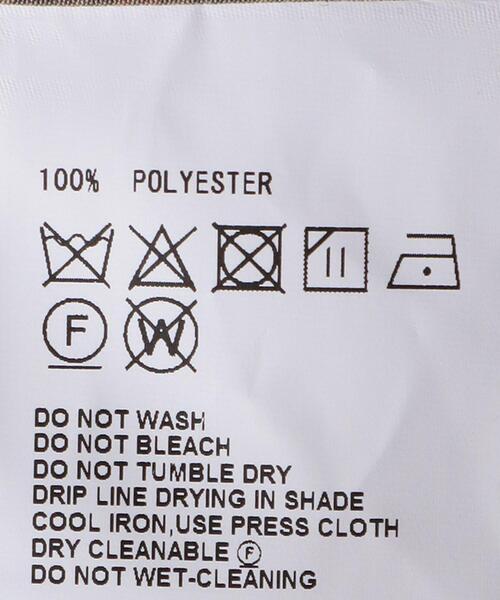 100% POLYESTER
F W
DO NOT WASH
DO NOT BLEACH
DO NOT TUMBLE DRY
DRIP LINE DRYING IN SHADE
COOL IRON,USE PRESS CLOTH
DRY CLEANABLE Ⓕ
DO NOT WET-CLEANING